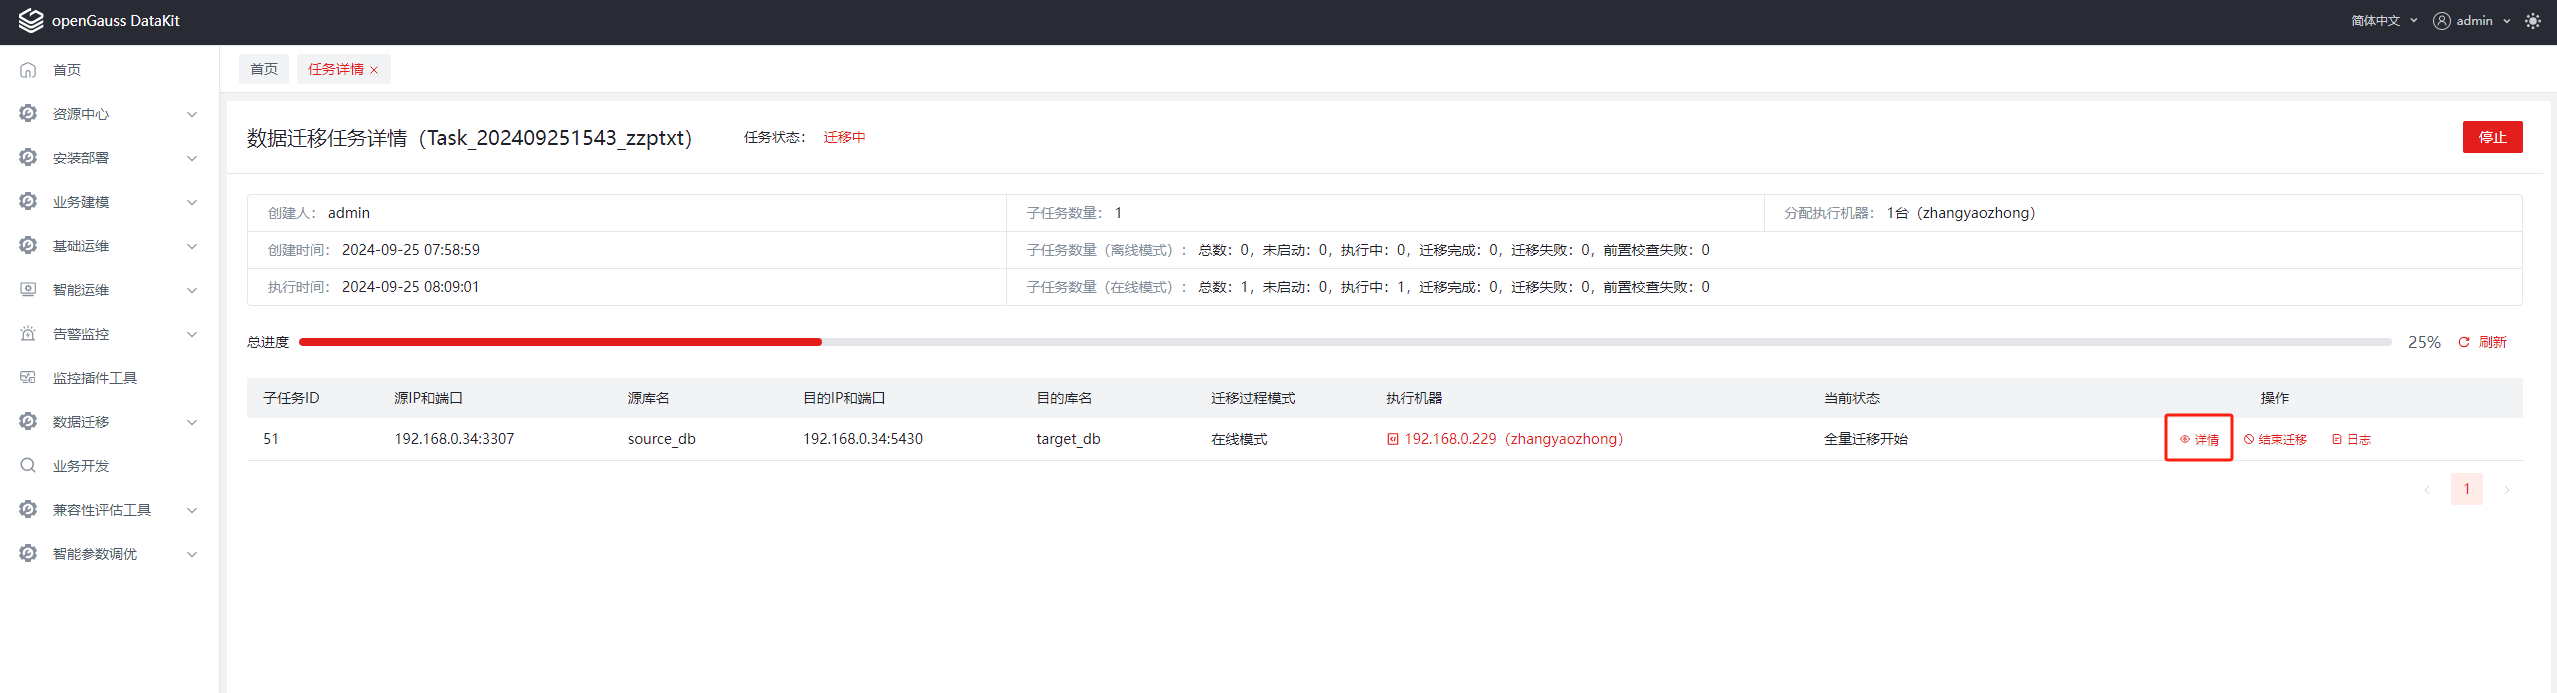 openGauss DataKit
简体中文 admin
首页
资源中心
安装部署
业务建模
基础运维
智能运维
告警监控
监控插件工具
数据迁移
业务开发
兼容性评估工具
智能参数调优
首页 任务详情
数据迁移任务详情（Task_202409251543_zzptxt） 任务状态： 迁移中 停止
创建人： admin 子任务数量： 1 分配执行机器： 1台（zhangyaozhong）
创建时间： 2024-09-25 07:58:59 子任务数量（离线模式）： 总数：0，未启动：0，执行中：0，迁移完成：0，迁移失败：0，前置校查失败：0
执行时间： 2024-09-25 08:09:01 子任务数量（在线模式）： 总数：1，未启动：0，执行中：1，迁移完成：0，迁移失败：0，前置校查失败：0
总进度 25% 刷新
子任务ID 源IP和端口 源库名 目的IP和端口 目的库名 迁移过程模式 执行机器 当前状态 操作
51 192.168.0.34:3307 source_db 192.168.0.34:5430 target_db 在线模式 192.168.0.229（zhangyaozhong） 全量迁移开始 详情 结束迁移 日志
1